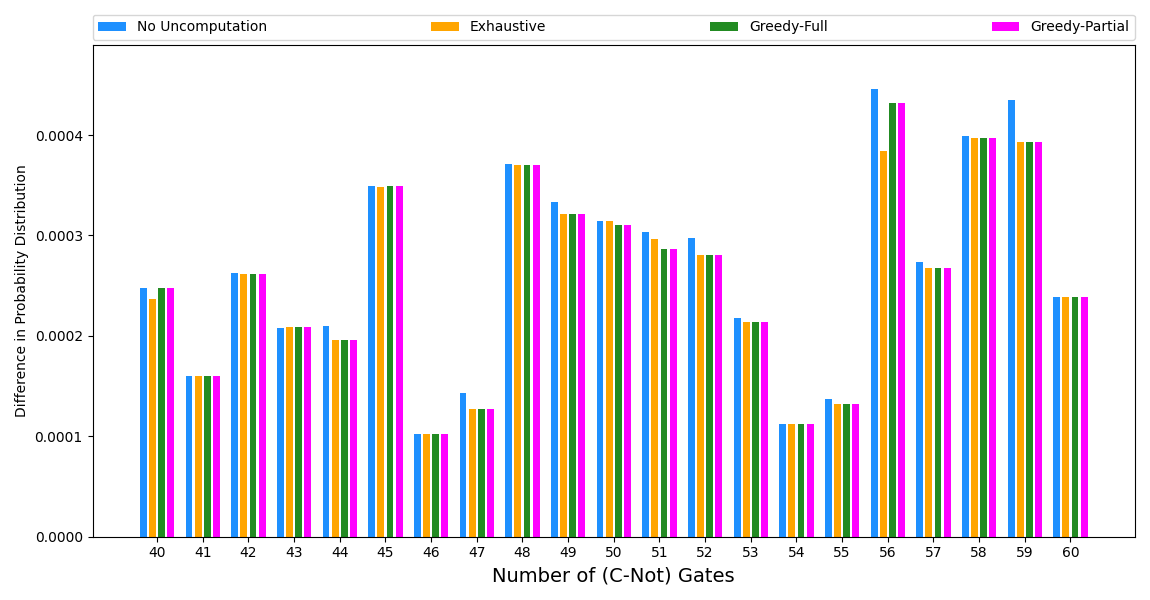 No Uncomputation Exhaustive Greedy-Full Greedy-Partial
Difference in Probability Distribution
0.0004
0.0003
0.0002
0.0001
0.0000
40 41 42 43 44 45 46 47 48 49 50 51 52 53 54 55 56 57 58 59 60
Number of (C-Not) Gates